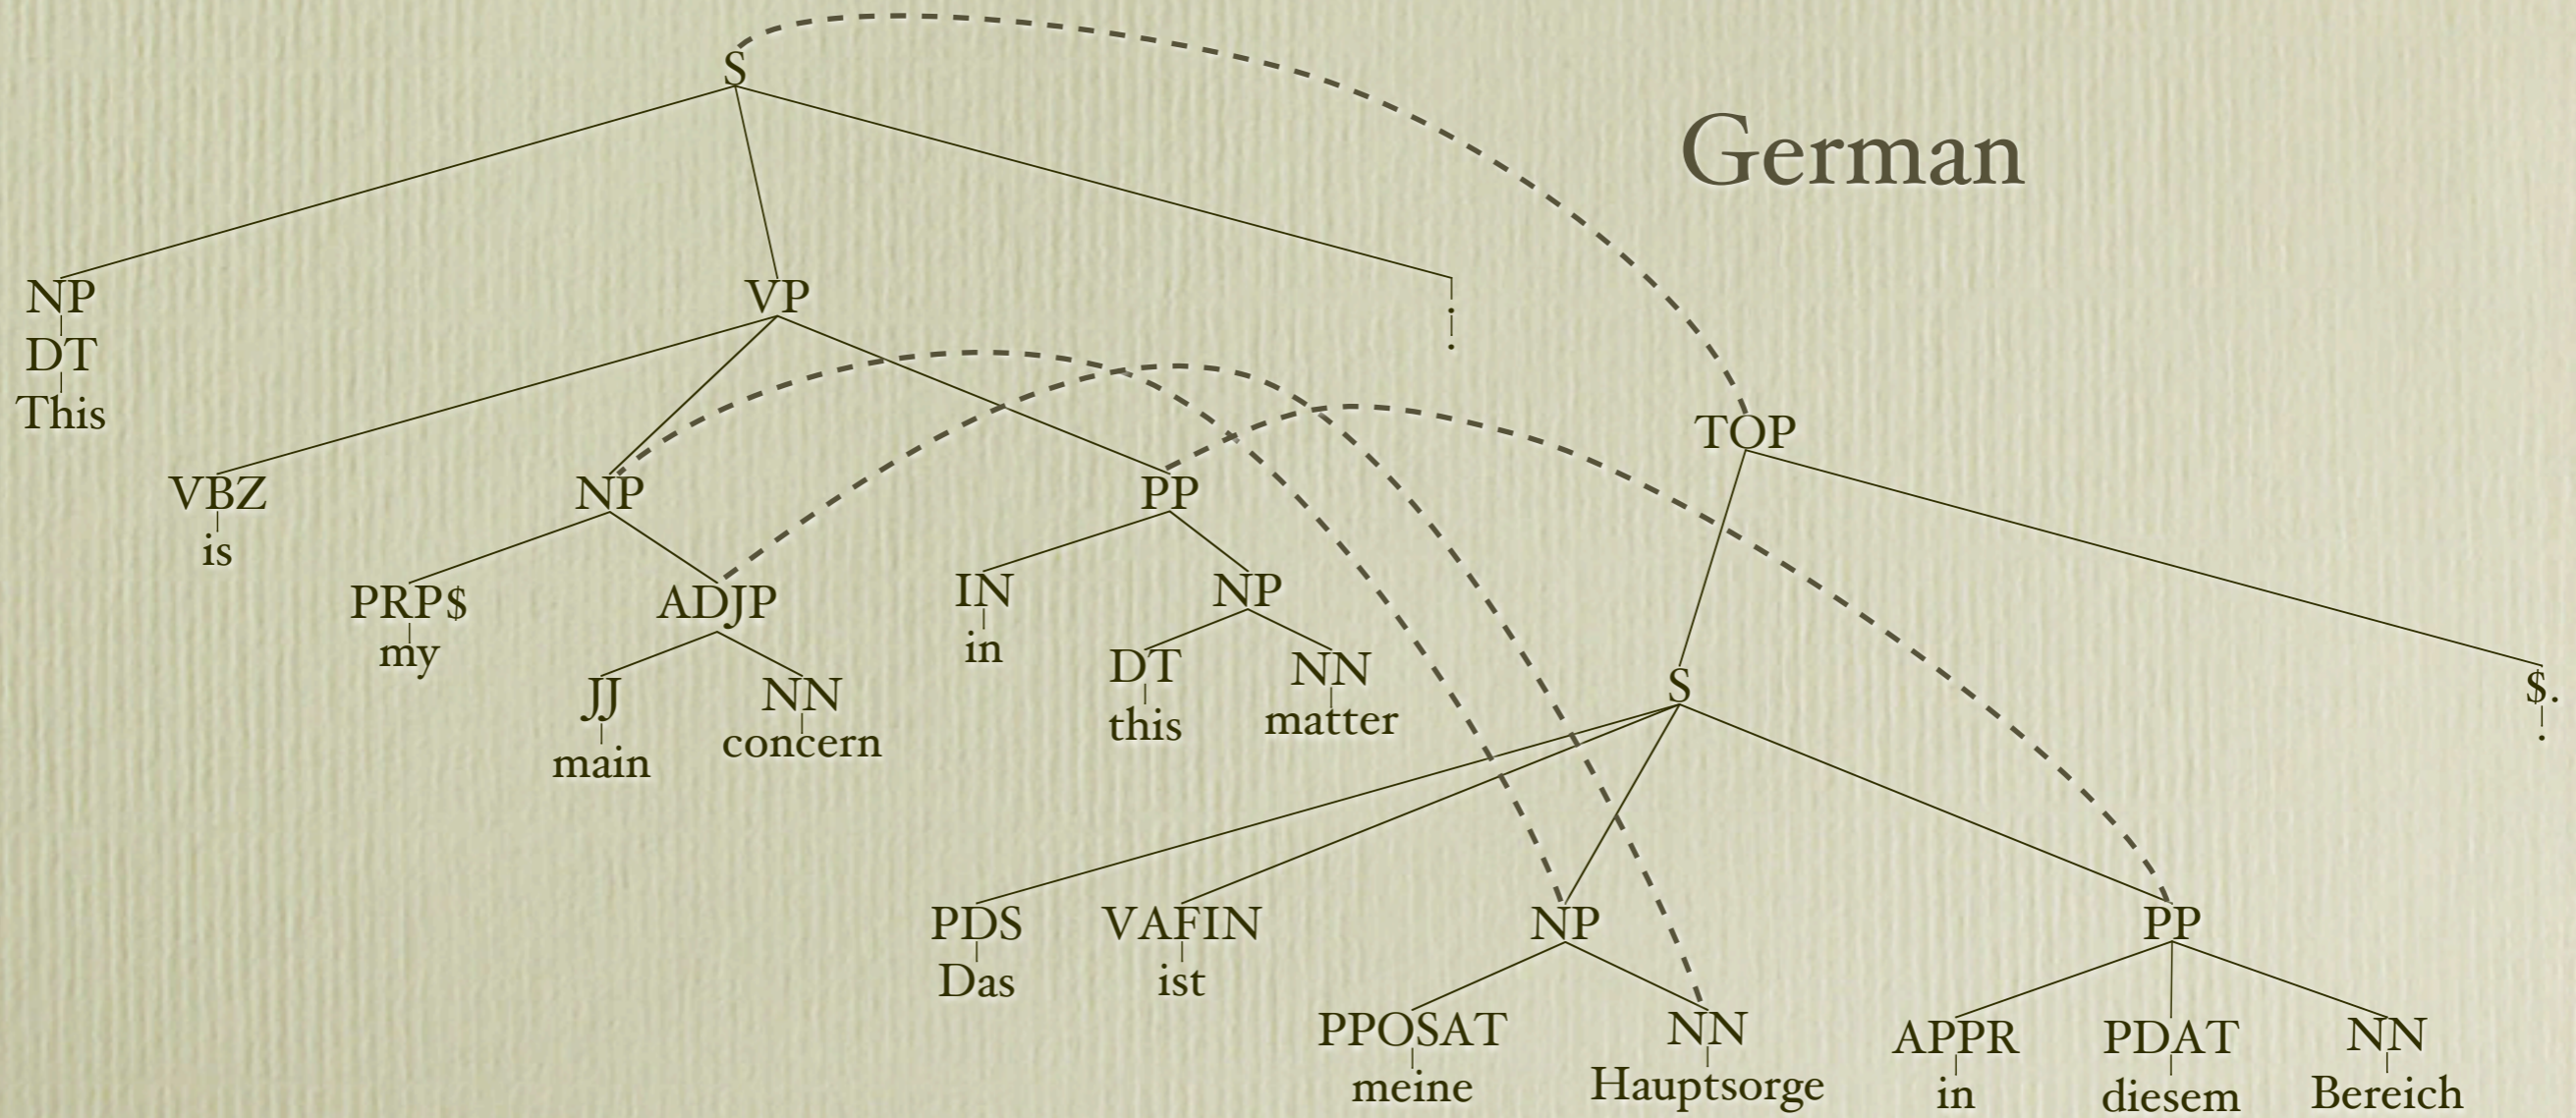 S
German
NP VP .
DT .
This
TOP
VBZ NP PP
is
PRP$ ADJP IN NP
my in
DT NN
this matter
JJ NN
main concern
S $.
.
PDS VAFIN NP PP
Das ist
PPOSAT NN APPR PDAT NN
meine Hauptsorge in diesem Bereich